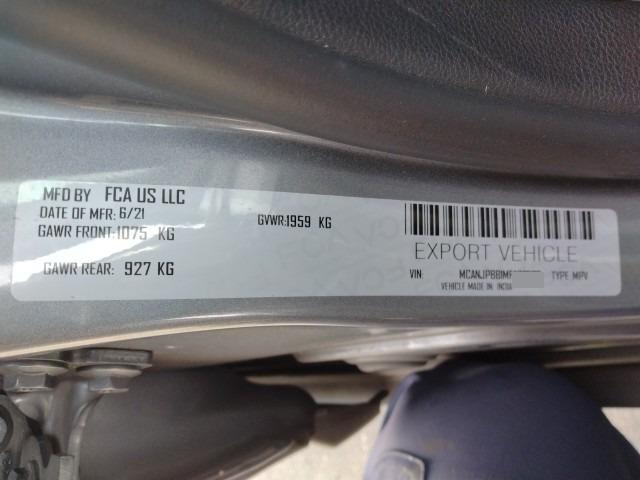 MFD BY FCA US LLC
DATE OF MFR: 6/21
GAWR FRONT:1075 KG
GVWR:1959 KG
GAWR REAR: 927 KG
EXPORT VEHICLE
VIN: TYPE MPV
VEHICLE MADE IN INDIA